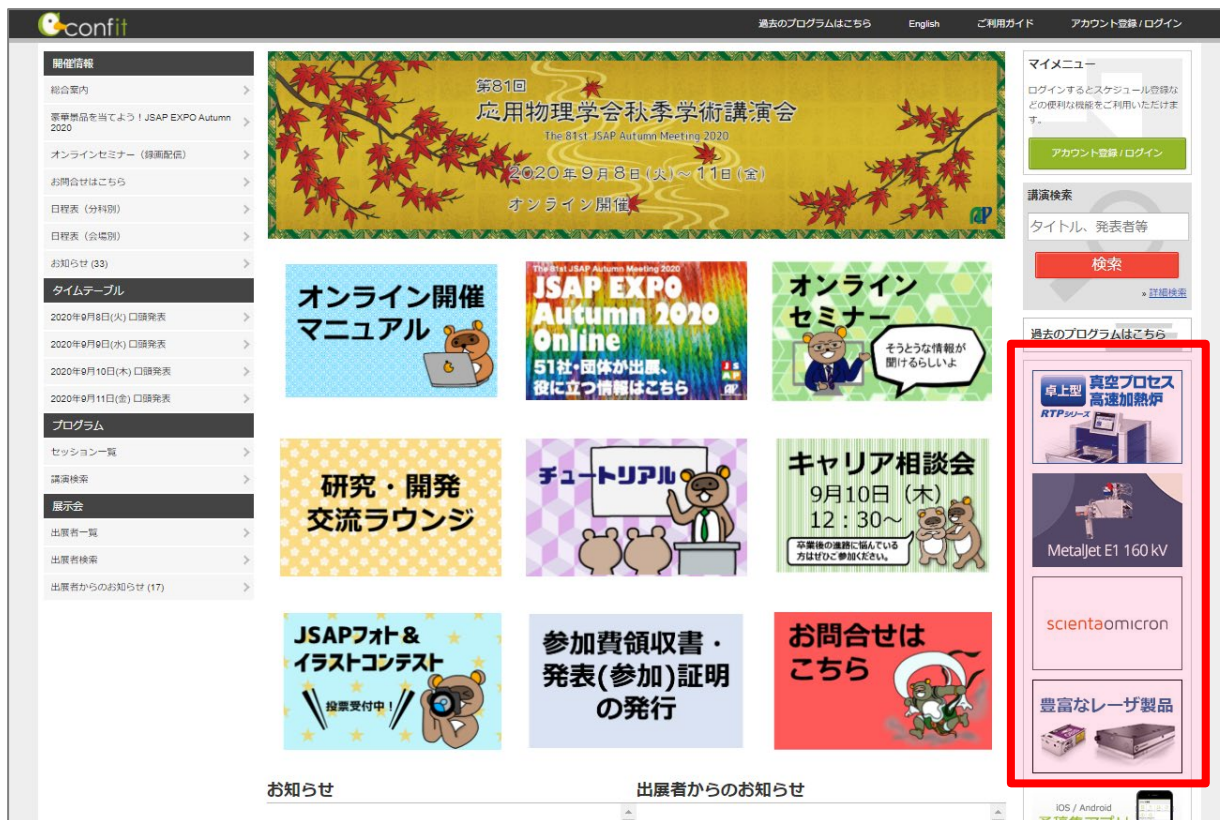 confit
過去のプログラムはこちら
English
ご利用ガイド
アカウント登録 / ログイン
開催情報
総合案内
豪華景品を当てよう！JSAP EXPO Autumn
2020
オンラインセミナー（録画配信）
お問合せはこちら
日程表（分科別）
日程表（会場別）
お知らせ (33)
タイムテーブル
2020年9月8日(火) 口頭発表
2020年9月9日(水) 口頭発表
2020年9月10日(木) 口頭発表
2020年9月11日(金) 口頭発表
プログラム
セッション一覧
講演検索
展示会
出展者一覧
出展者検索
出展者からのお知らせ (17)
第81回
応用物理学会秋季学術講演会
The 81st JSAP Autumn Meeting 2020
2020年9月8日(火)～11日(金)
オンライン開催
オンライン開催
マニュアル
The 81st JSAP Autumn Meeting 2020
JSAP EXPO
Autumn 2020
Online
51社・団体が出展、
役に立つ情報はこちら
JSAP
オンライン
セミナー
そうとうな情報が
聞けるらしいよ
研究・開発
交流ラウンジ
チュートリアル
キャリア相談会
9月10日（木）
12：30～
卒業後の進路に悩んでいる
方はぜひご参加ください。
JSAPフォト＆
イラストコンテスト
投票受付中！
参加費領収書・
発表(参加)証明
の発行
お問合せは
こちら
お知らせ
出展者からのお知らせ
マイメニュー
ログインするとスケジュール登録な
どの便利な機能をご利用いただけま
す。
アカウント登録 / ログイン
講演検索
タイトル、発表者等
検索
» 詳細検索
過去のプログラムはこちら
卓上型 真空プロセス
高速加熱炉
RTPシリーズ
MetalJet E1 160 kV
scientaomicron
豊富なレーザ製品
iOS / Android
予稿集アプリ